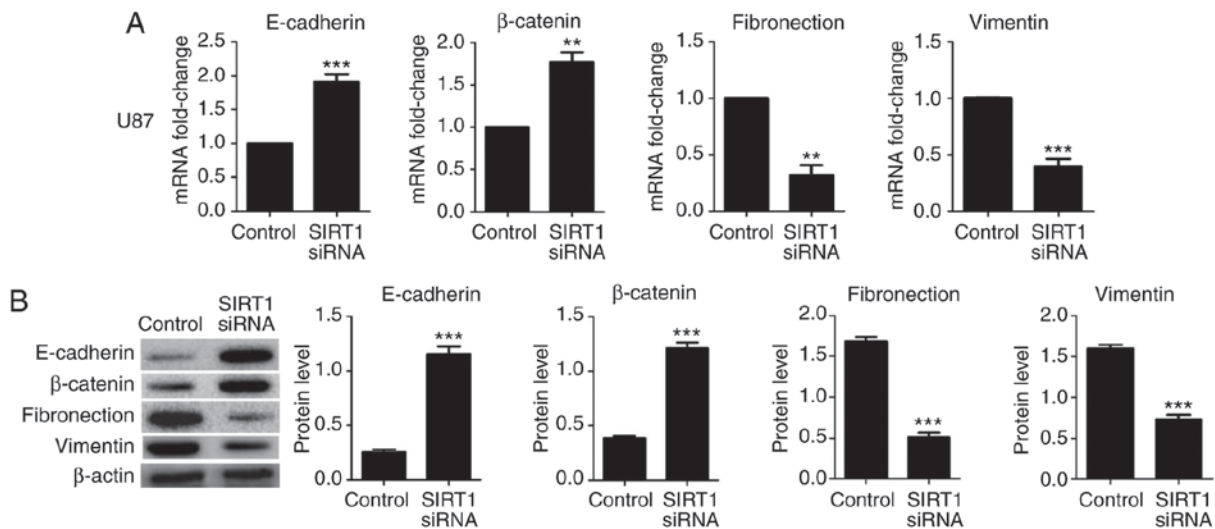 A
U87
E-cadherin
mRNA fold-change
2.5
2.0
1.5
1.0
0.5
0.0
***
Control
SIRT1
siRNA
β-catenin
mRNA fold-change
2.0
1.5
1.0
0.5
0.0
**
Control
SIRT1
siRNA
Fibronection
mRNA fold-change
1.5
1.0
0.5
0
**
Control
SIRT1
siRNA
Vimentin
mRNA fold-change
1.5
1.0
0.5
0
***
Control
SIRT1
siRNA
B
Control
SIRT1
siRNA
E-cadherin
β-catenin
Fibronection
Vimentin
β-actin
E-cadherin
Protein level
1.5
1.0
0.5
0.0
***
Control
SIRT1
siRNA
β-catenin
Protein level
1.5
1.0
0.5
0.0
***
Control
SIRT1
siRNA
Fibronection
Protein level
2.0
1.5
1.0
0.5
2.0
***
Control
SIRT1
siRNA
Vimentin
Protein level
2.0
1.5
1.0
0.5
0.0
***
Control
SIRT1
siRNA